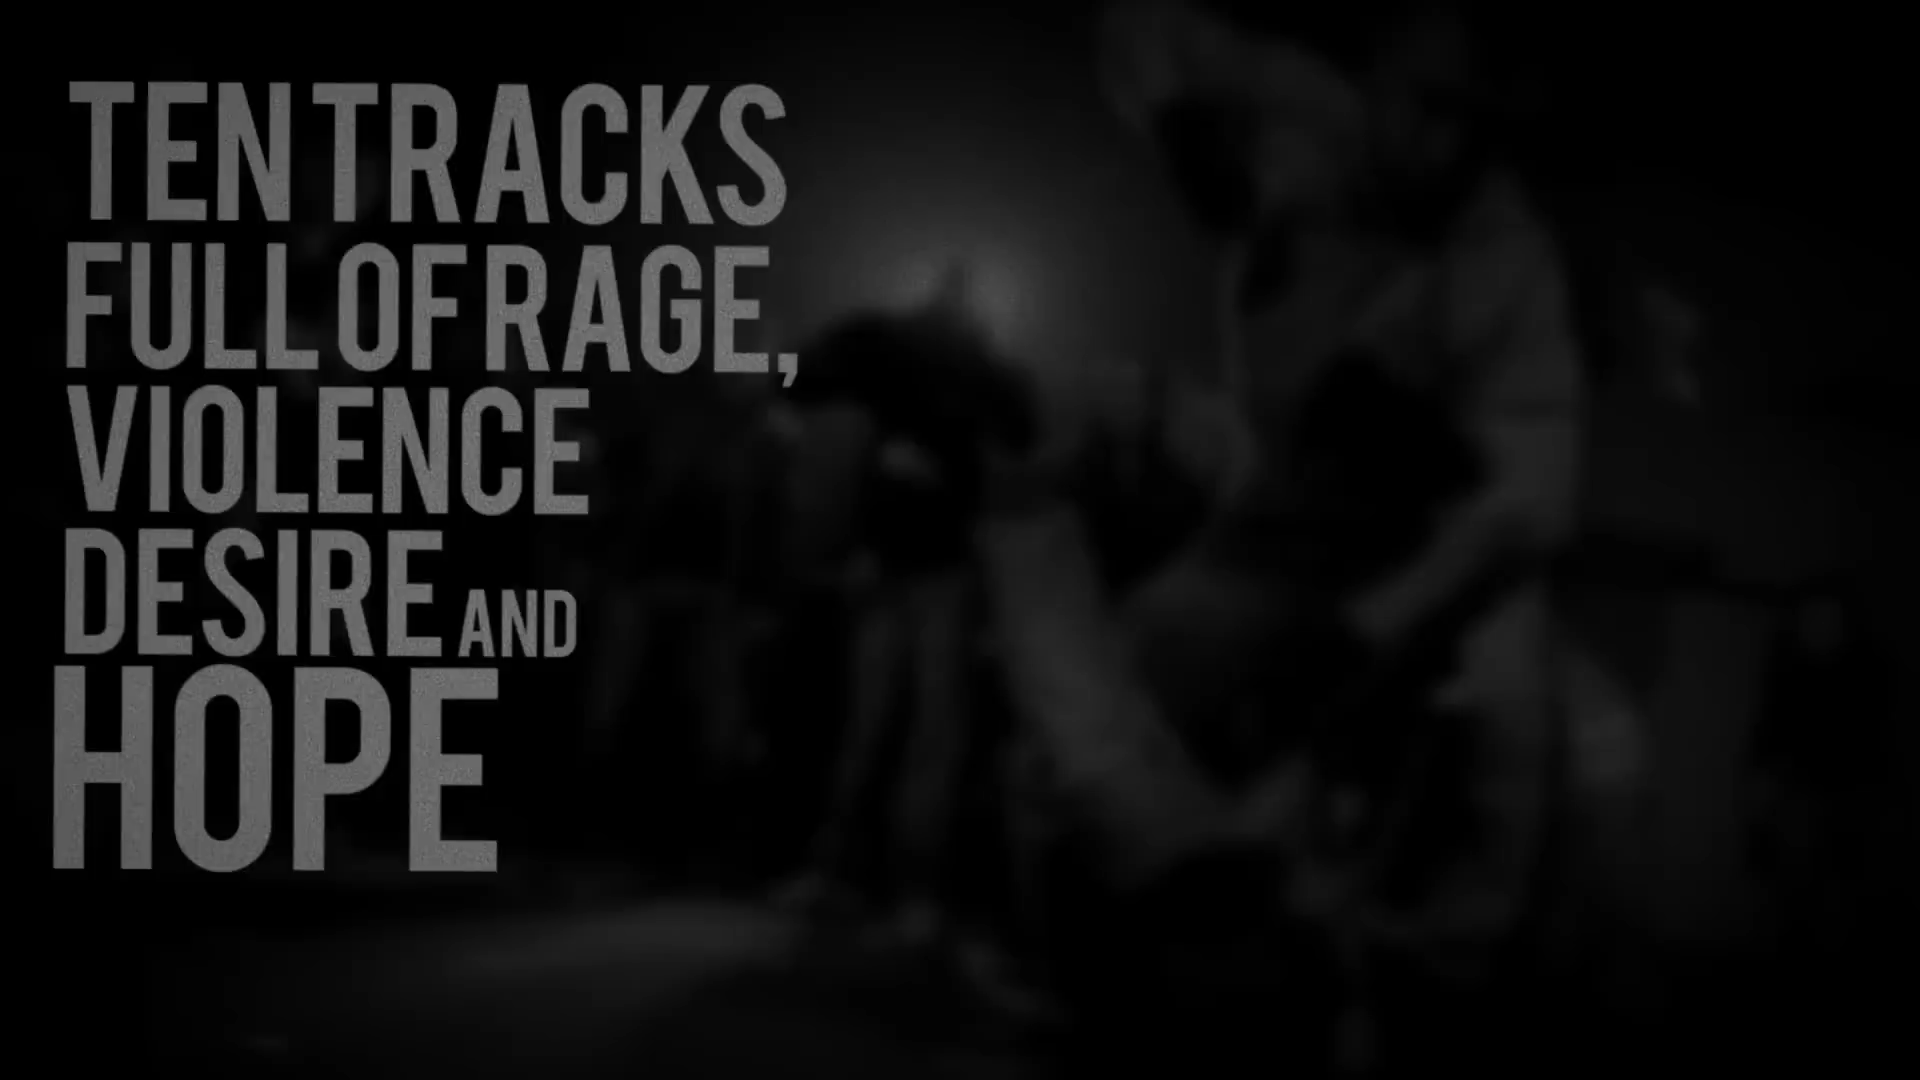 TEN TRACKS
FULL OF RAGE,
VIOLENCE
DESIRE AND
HOPE